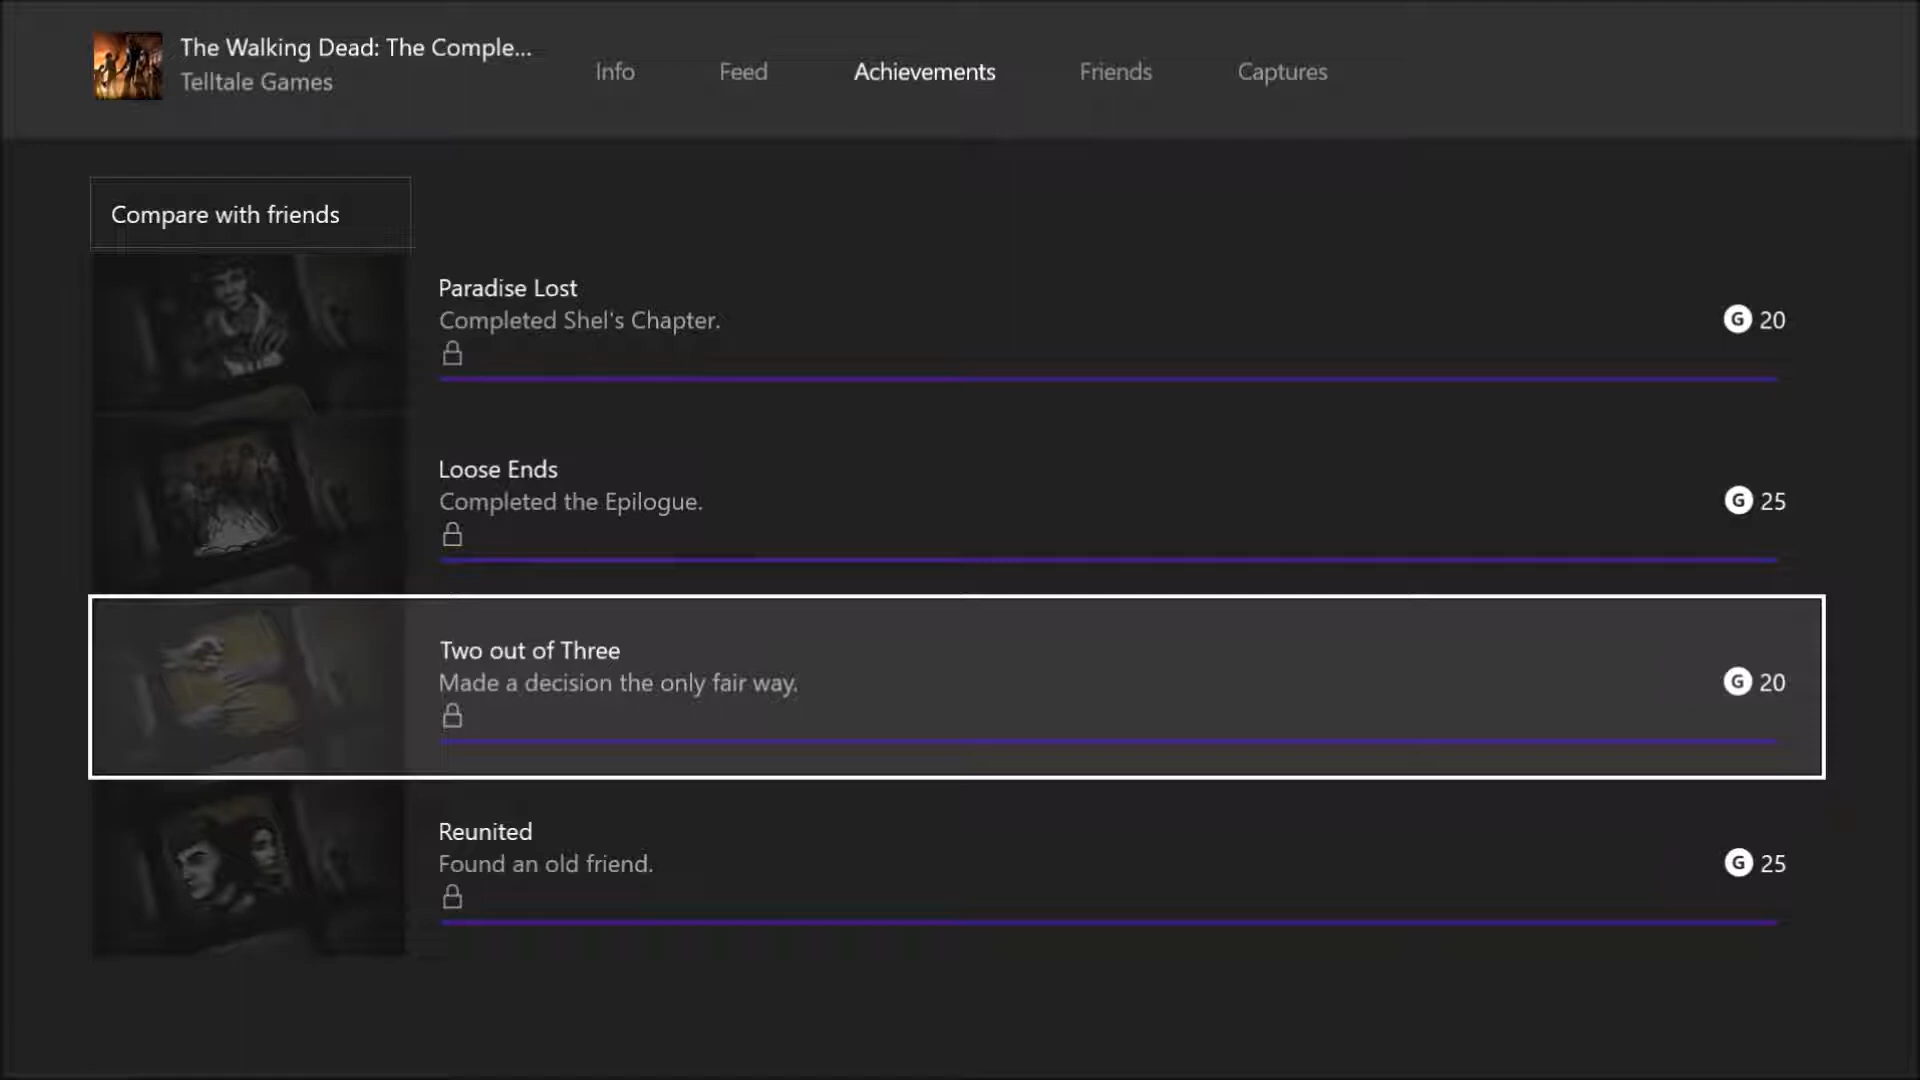 The Walking Dead: The Comple...
Telltale Games
Info
Feed
Achievements
Friends
Captures
Compare with friends
Paradise Lost
Completed Shel's Chapter.
G 20
Loose Ends
Completed the Epilogue.
G 25
Two out of Three
Made a decision the only fair way.
G 20
Reunited
Found an old friend.
G 25